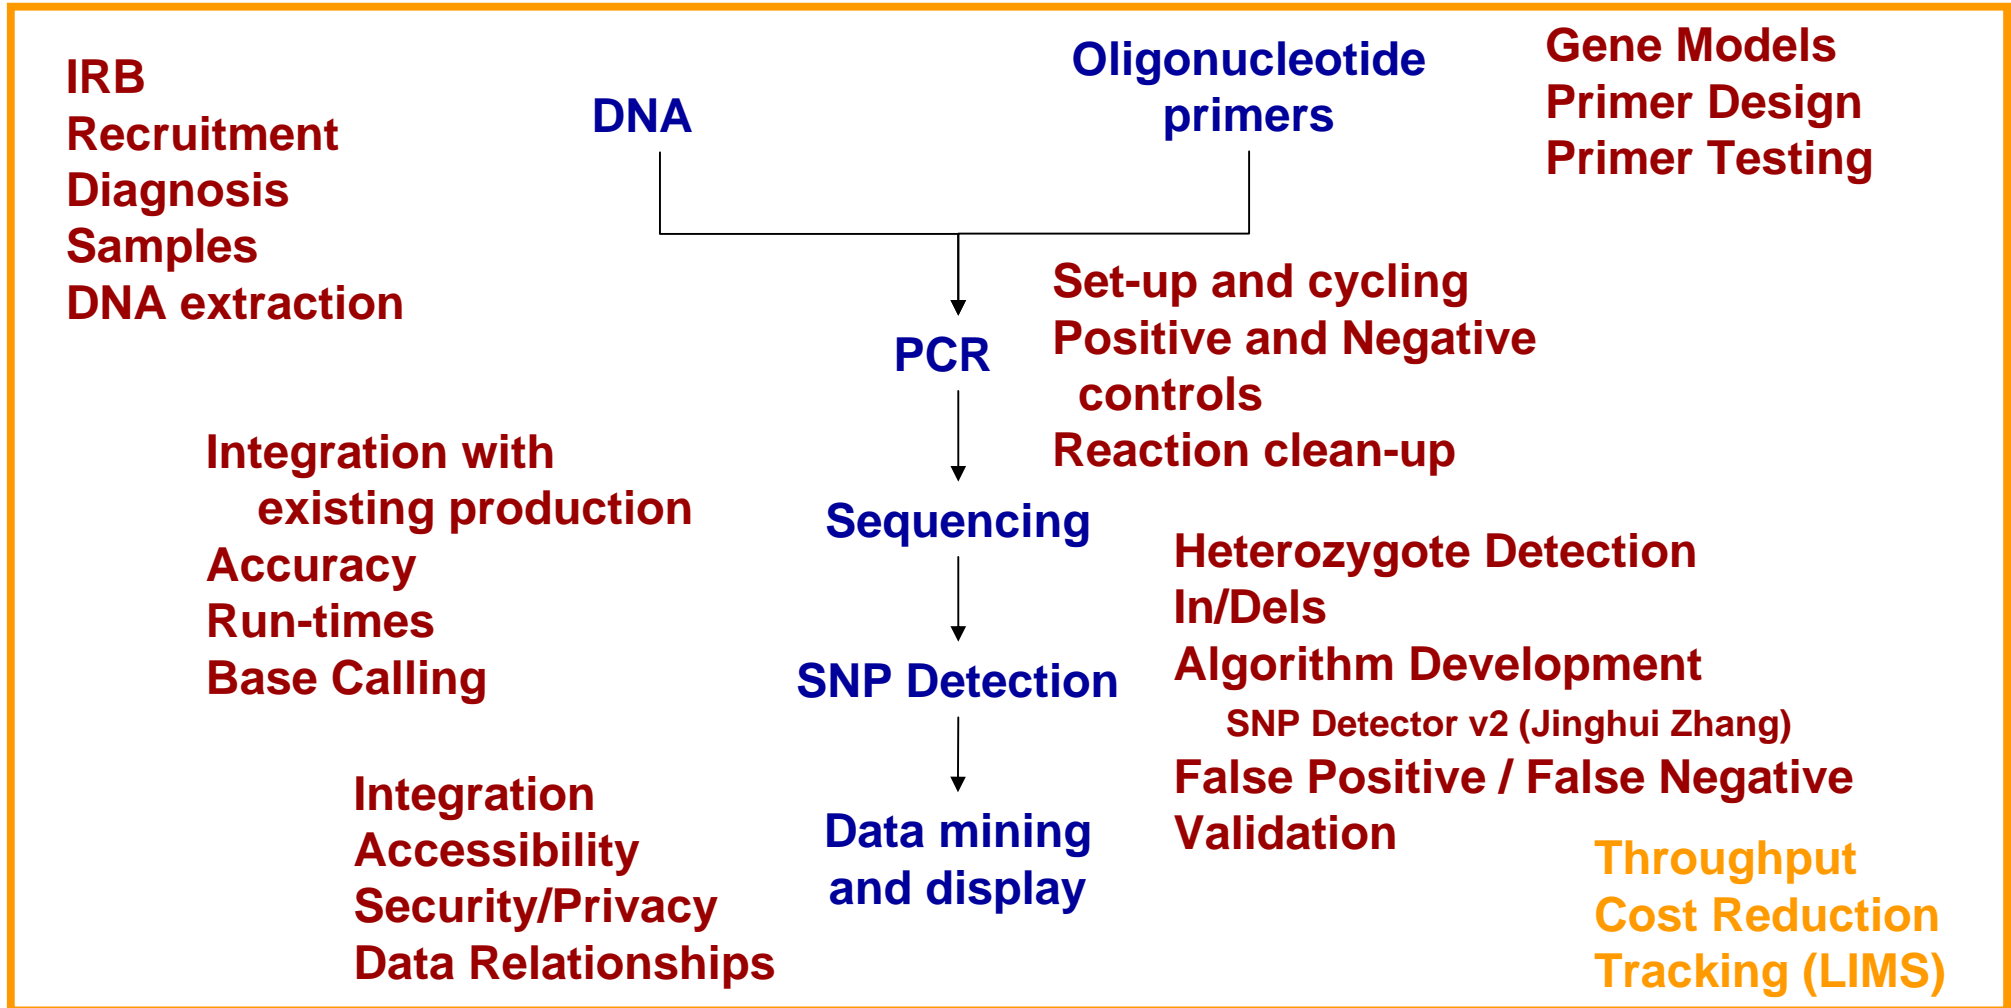 IRB
Recruitment
Diagnosis
Samples
DNA extraction
DNA
Oligonucleotide
primers
Gene Models
Primer Design
Primer Testing
PCR
Set-up and cycling
Positive and Negative
controls
Reaction clean-up
Integration with
existing production
Accuracy
Run-times
Base Calling
Sequencing
SNP Detection
Heterozygote Detection
In/Dels
Algorithm Development
SNP Detector v2 (Jinghui Zhang)
False Positive / False Negative
Validation
Integration
Accessibility
Security/Privacy
Data Relationships
Data mining
and display
Throughput
Cost Reduction
Tracking (LIMS)